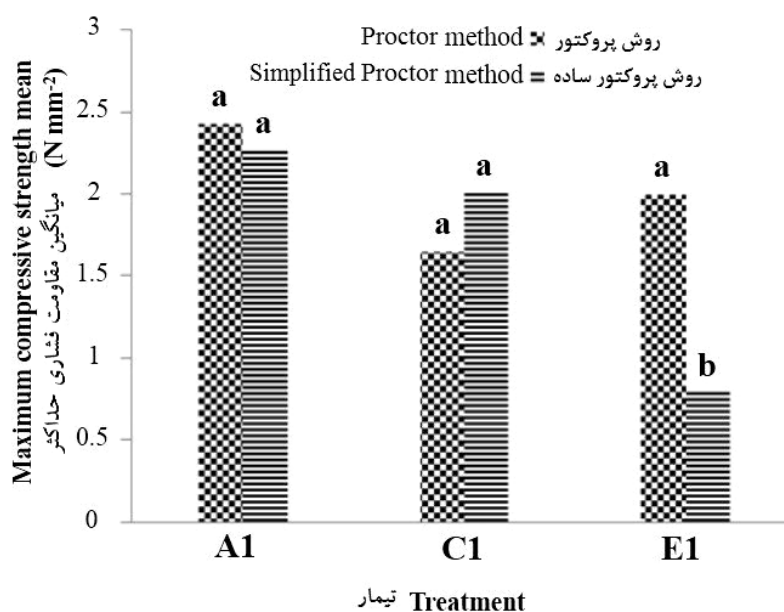 Proctor method روش پروکتور
Simplified Proctor method روش پروکتور ساده
Maximum compressive strength mean
(N mm-2) میانگین مقاومت فشاری حداکثر
3
2.5
2
1.5
1
0.5
0
a
a
a
a
a
b
A1
C1
E1
تیمار Treatment